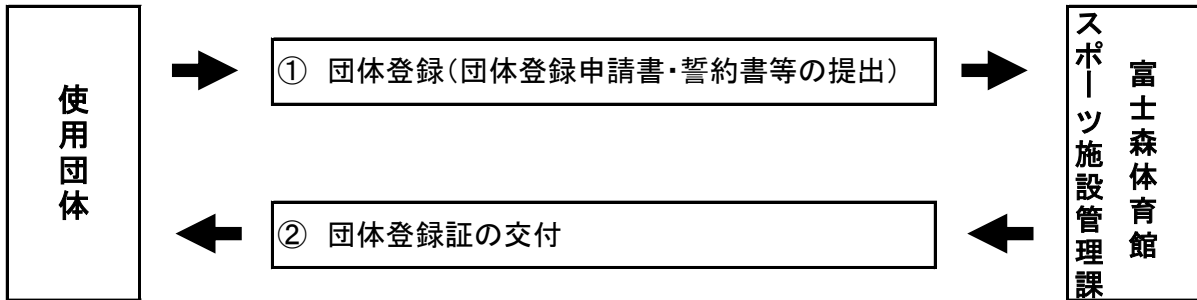 使用団体
① 団体登録(団体登録申請書・誓約書等の提出)
② 団体登録証の交付
富士森体育館
スポーツ施設管理課